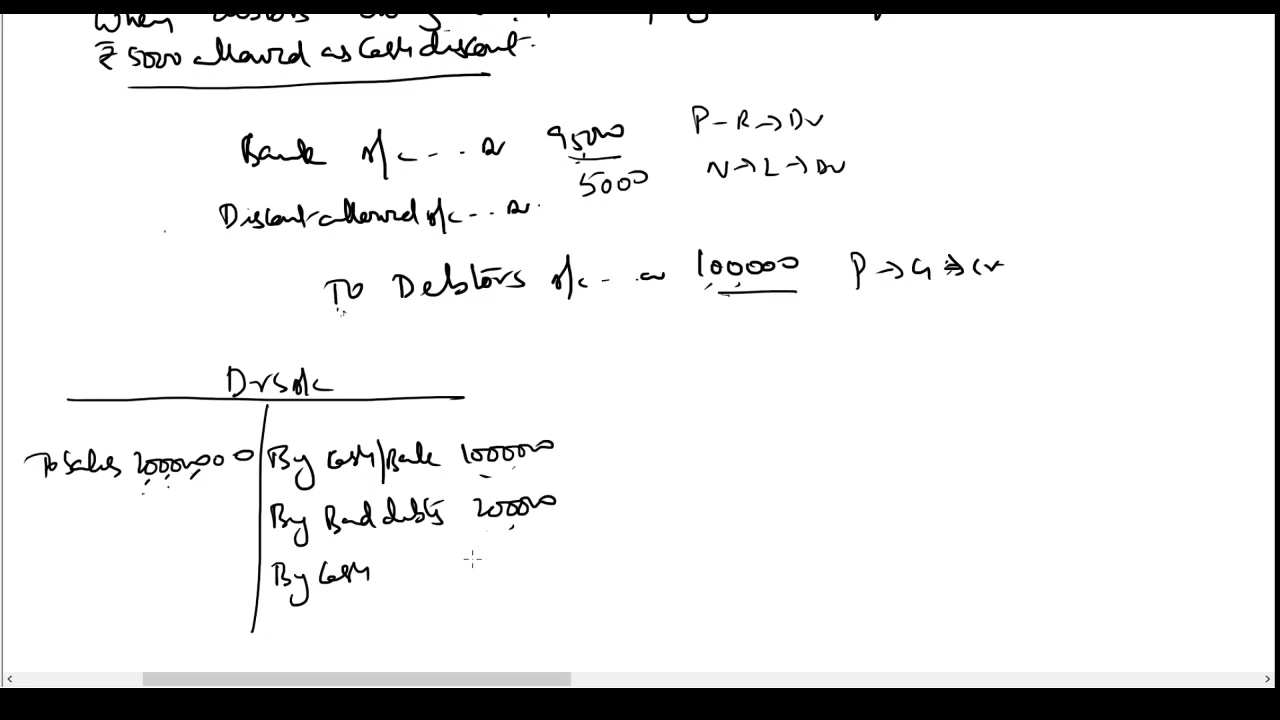 When
₹ 5000 allowed as Cash discount.
Bank a/c - - . Dr 95000 P - R → Dr
5000 N → L → Dr
Discount allowed a/c - - Dr.
To Debtors a/c - . - 100000 P → G → Cr
Drs a/c
To Sales By Cash/Bank 100000
By Bad debts 20000
By Cash